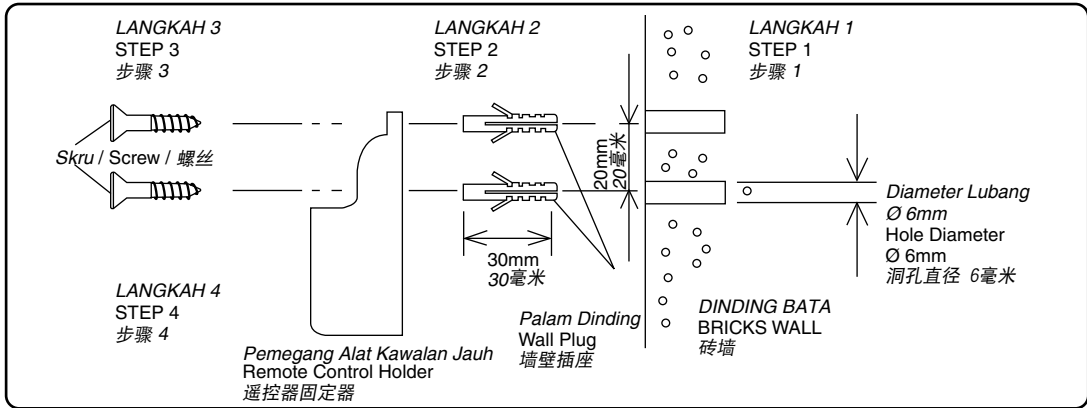 LANGKAH 3
STEP 3
步骤 3
LANGKAH 2
STEP 2
步骤 2
LANGKAH 1
STEP 1
步骤 1
Skru / Screw / 螺丝
20mm
20毫米
30mm
30毫米
Diameter Lubang
Ø 6mm
Hole Diameter
Ø 6mm
洞孔直径 6毫米
LANGKAH 4
STEP 4
步骤 4
Pemegang Alat Kawalan Jauh
Remote Control Holder
遥控器固定器
Palam Dinding
Wall Plug
墙壁插座
DINDING BATA
BRICKS WALL
砖墙